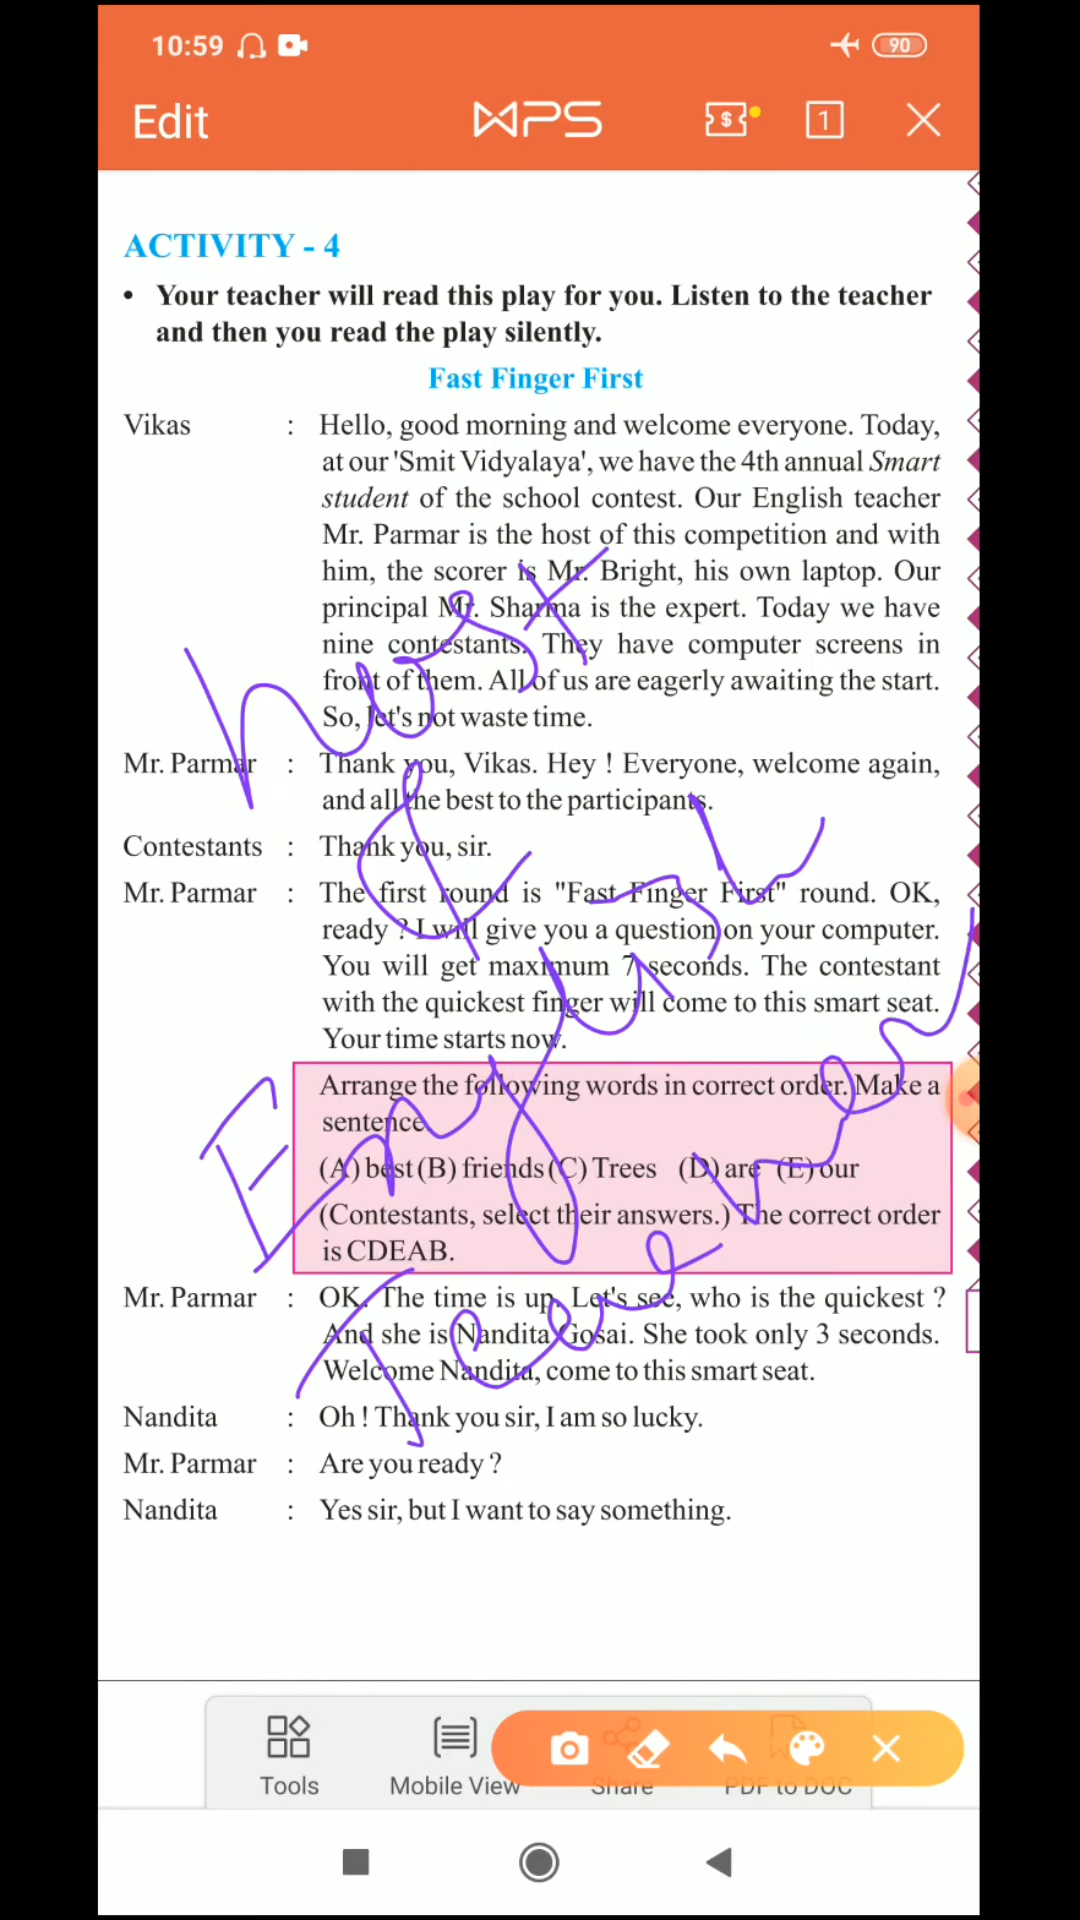 10:59
90
Edit
WPS
$
1
ACTIVITY - 4
• Your teacher will read this play for you. Listen to the teacher
and then you read the play silently.
Fast Finger First
Vikas : Hello, good morning and welcome everyone. Today,
at our 'Smit Vidyalaya', we have the 4th annual Smart
student of the school contest. Our English teacher
Mr. Parmar is the host of this competition and with
him, the scorer is Mr. Bright, his own laptop. Our
principal Mr. Sharma is the expert. Today we have
nine contestants. They have computer screens in
front of them. All of us are eagerly awaiting the start.
So, let's not waste time.
Mr. Parmar : Thank you, Vikas. Hey ! Everyone, welcome again,
and all the best to the participants.
Contestants : Thank you, sir.
Mr. Parmar : The first round is "Fast Finger First" round. OK,
ready ? I will give you a question on your computer.
You will get maximum 7 seconds. The contestant
with the quickest finger will come to this smart seat.
Your time starts now.
Arrange the following words in correct order. Make a
sentence.
(A) best (B) friends (C) Trees (D) are (E) our
(Contestants, select their answers.) The correct order
is CDEAB.
Mr. Parmar : OK. The time is up. Let's see, who is the quickest ?
And she is Nandita Gosai. She took only 3 seconds.
Welcome Nandita, come to this smart seat.
Nandita : Oh ! Thank you sir, I am so lucky.
Mr. Parmar : Are you ready ?
Nandita : Yes sir, but I want to say something.
host
English
Tools
Mobile View
Share
PDF to DOC